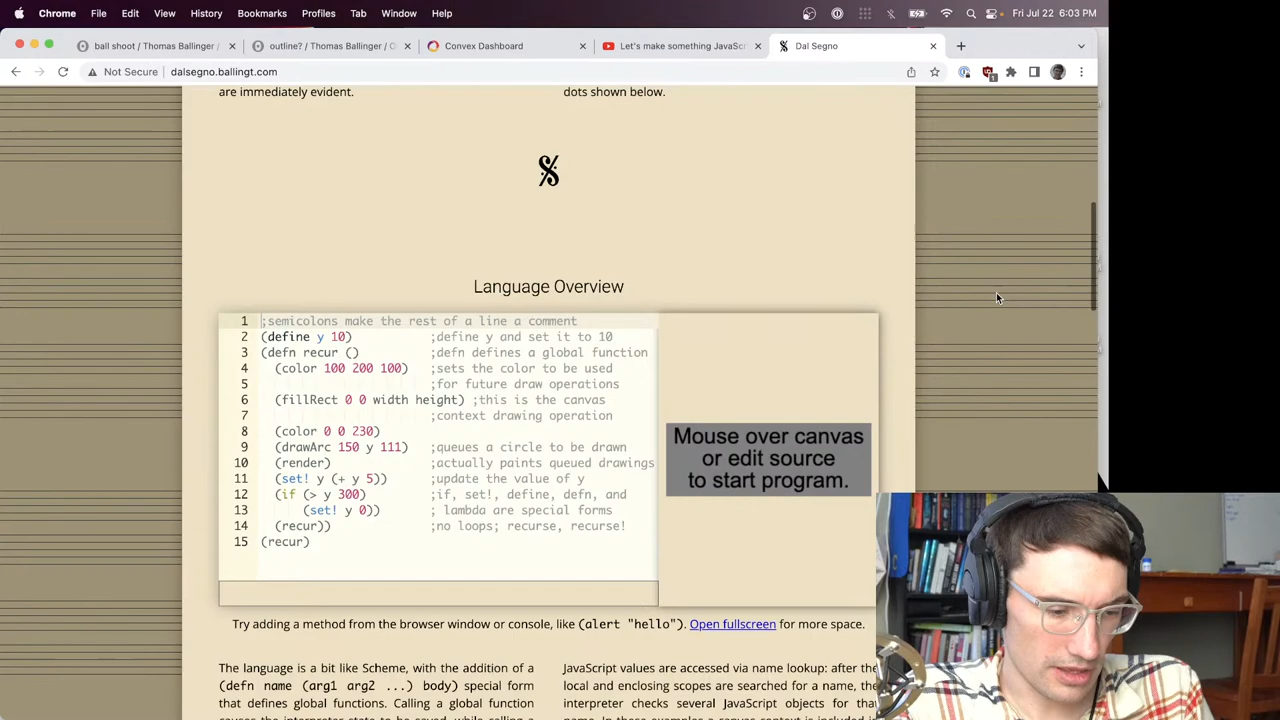 Chrome File Edit View History Bookmarks Profiles Tab Window Help Fri Jul 22 6:03 PM
ball shoot / Thomas Ballinger / outline? / Thomas Ballinger / O Convex Dashboard Let's make something JavaScr Dal Segno
Not Secure dalsegno.ballingt.com
are immediately evident.
dots shown below.
Language Overview
1 ;semicolons make the rest of a line a comment
2 (define y 10) ;define y and set it to 10
3 (defn recur () ;defn defines a global function
4 (color 100 200 100) ;sets the color to be used
5 ;for future draw operations
6 (fillRect 0 0 width height) ;this is the canvas
7 ;context drawing operation
8 (color 0 0 230)
9 (drawArc 150 y 111) ;queues a circle to be drawn
10 (render) ;actually paints queued drawings
11 (set! y (+ y 5)) ;update the value of y
12 (if (> y 300) ;if, set!, define, defn, and
13 (set! y 0)) ; lambda are special forms
14 (recur)) ;no loops; recurse, recurse!
15 (recur)
Mouse over canvas
or edit source
to start program.
Try adding a method from the browser window or console, like (alert "hello"). Open fullscreen for more space.
The language is a bit like Scheme, with the addition of a
(defn name (arg1 arg2 ...) body) special form
that defines global functions. Calling a global function
JavaScript values are accessed via name lookup: after the
local and enclosing scopes are searched for a name, the
interpreter checks several JavaScript objects for tha